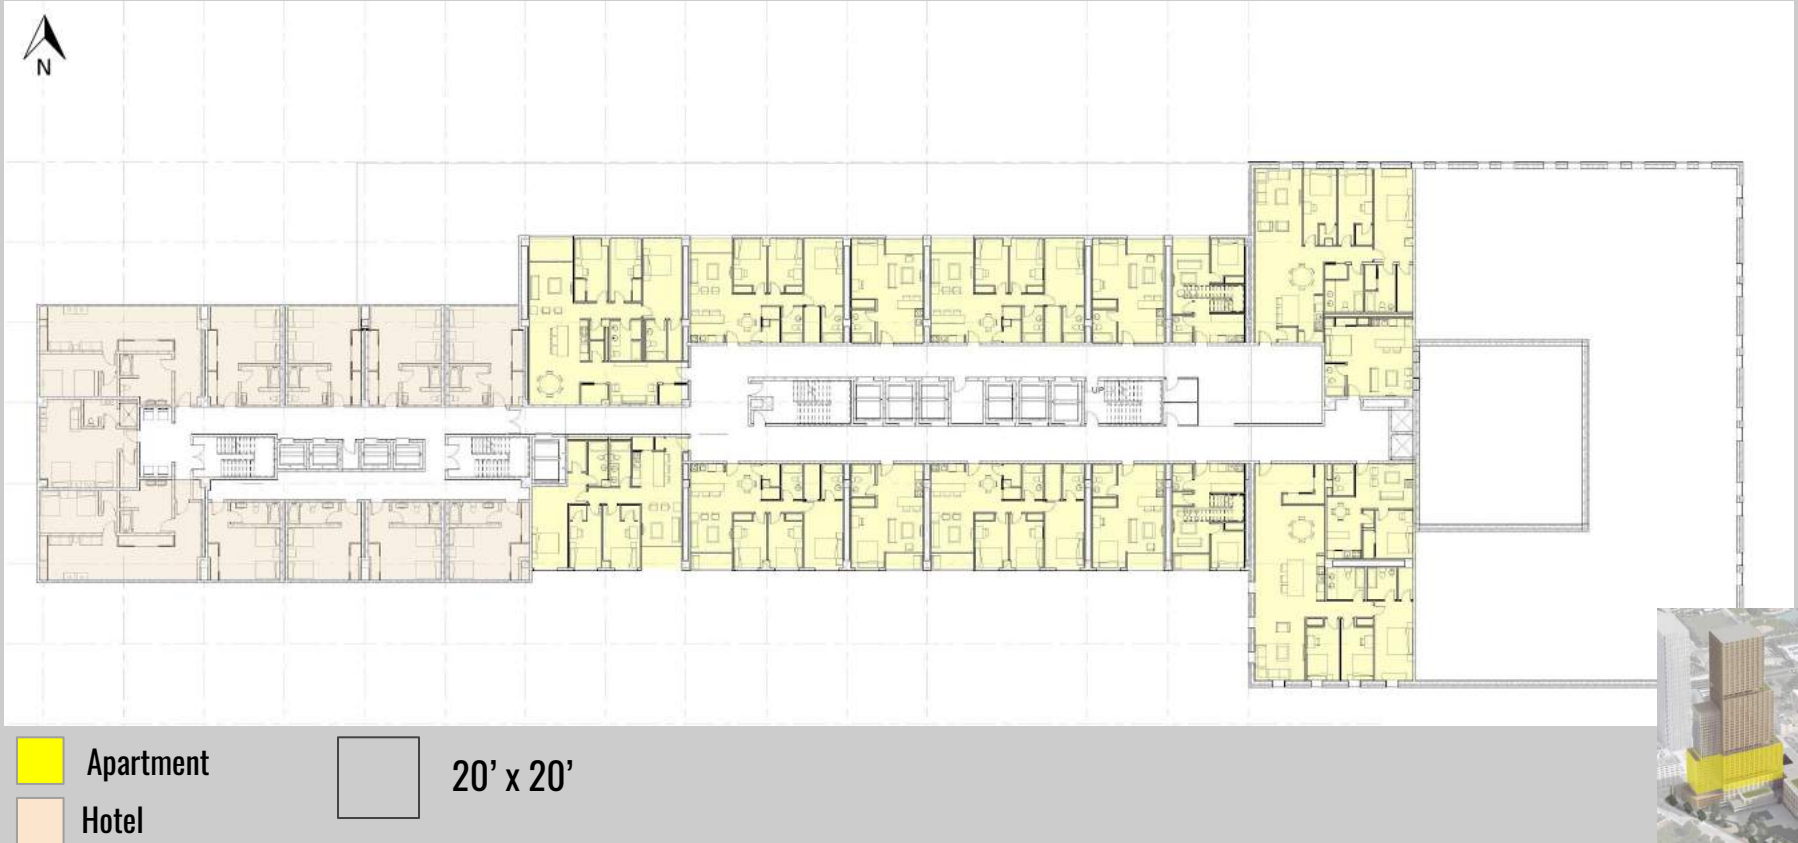 N
UP
Apartment
20’ x 20’
Hotel